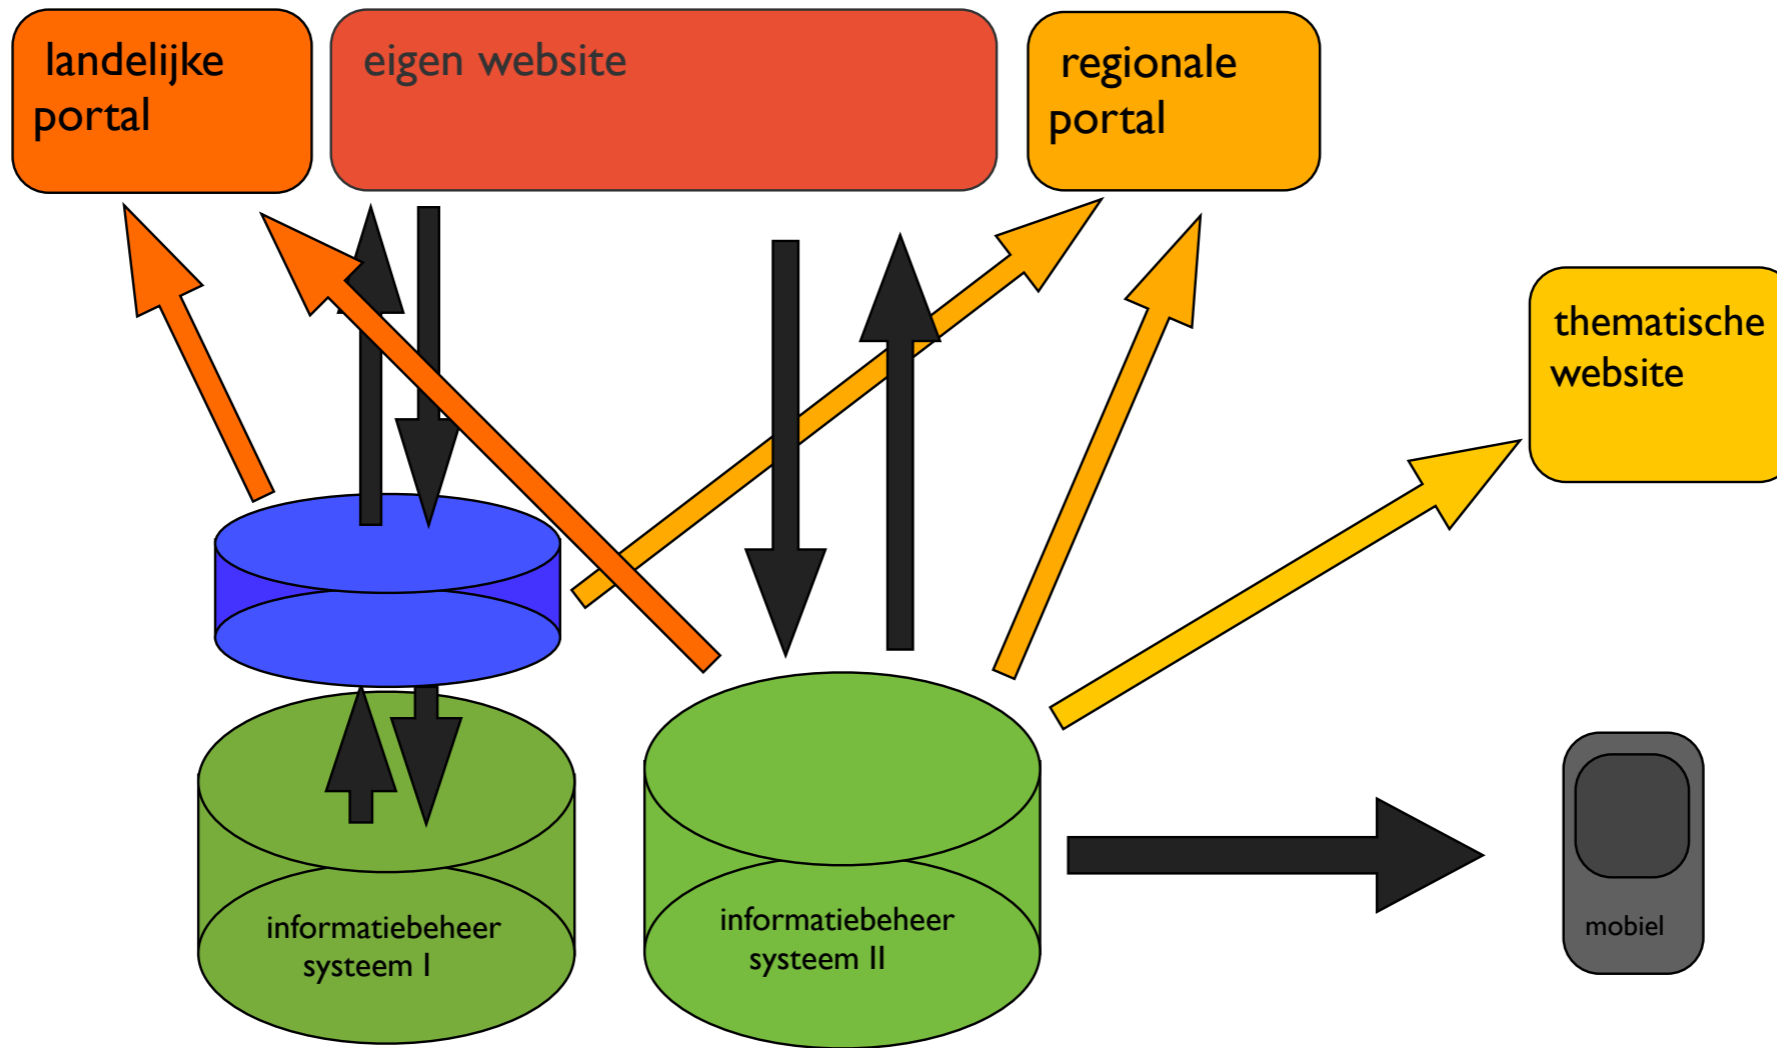 landelijke
portal
eigen website
regionale
portal
thematische
website
informatiebeheer
systeem I
informatiebeheer
systeem II
mobiel